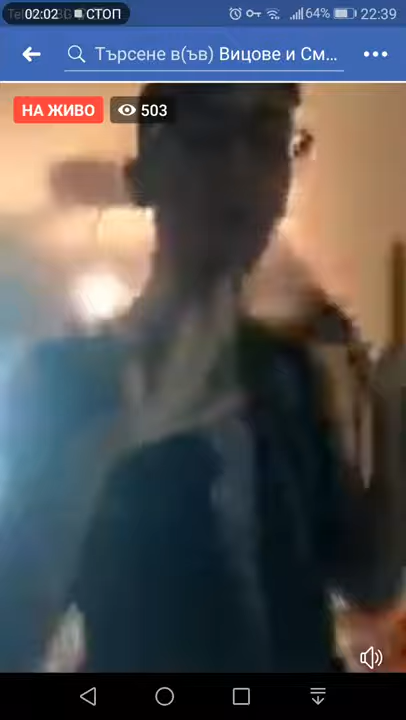 02:02 СТОП 64% 22:39
Търсене в(ъв) Вицове и См...
НА ЖИВО 503